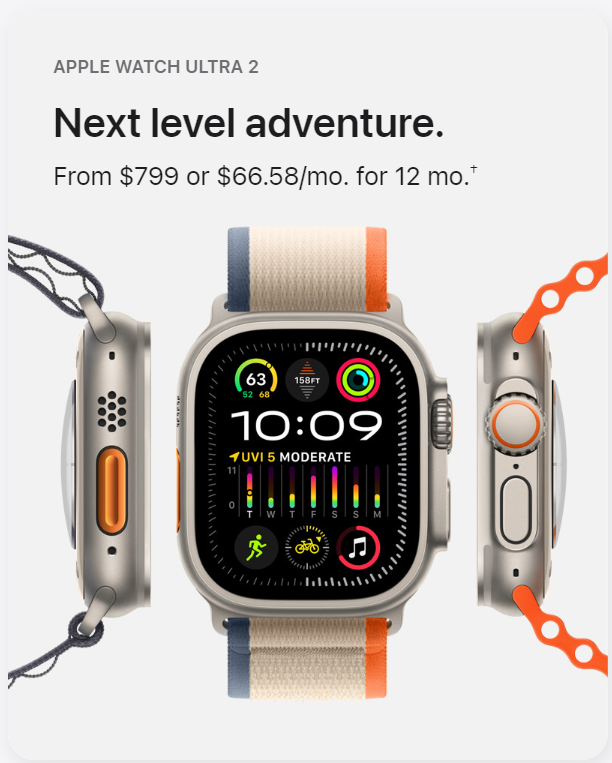 APPLE WATCH ULTRA 2
Next level adventure.
From $799 or $66.58/mo. for 12 mo.†
63
52 68
158FT
10:09
UVI 5 MODERATE
11
0
T W T F S S M